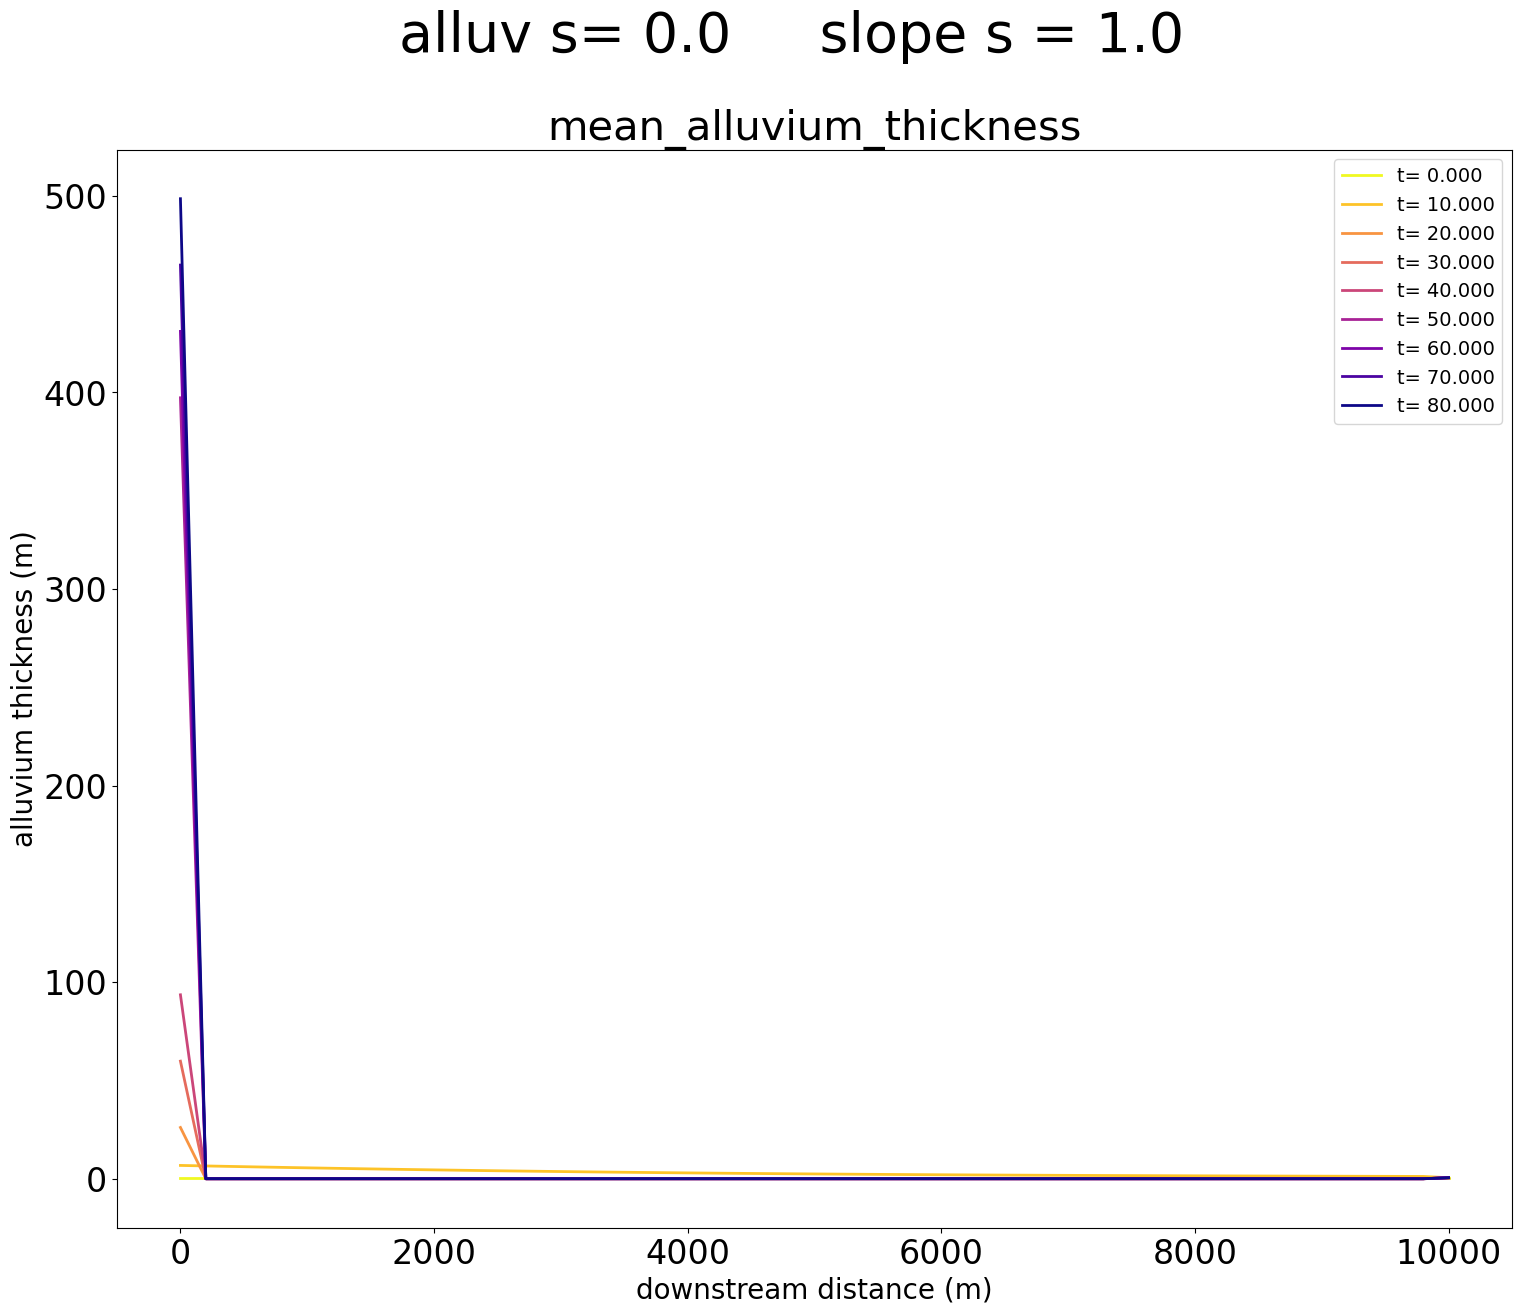 alluv s= 0.0     slope s = 1.0
mean_alluvium_thickness
t= 0.000
t= 10.000
t= 20.000
t= 30.000
t= 40.000
t= 50.000
t= 60.000
t= 70.000
t= 80.000
500
400
300
200
100
0
alluvium thickness (m)
0 2000 4000 6000 8000 10000
downstream distance (m)